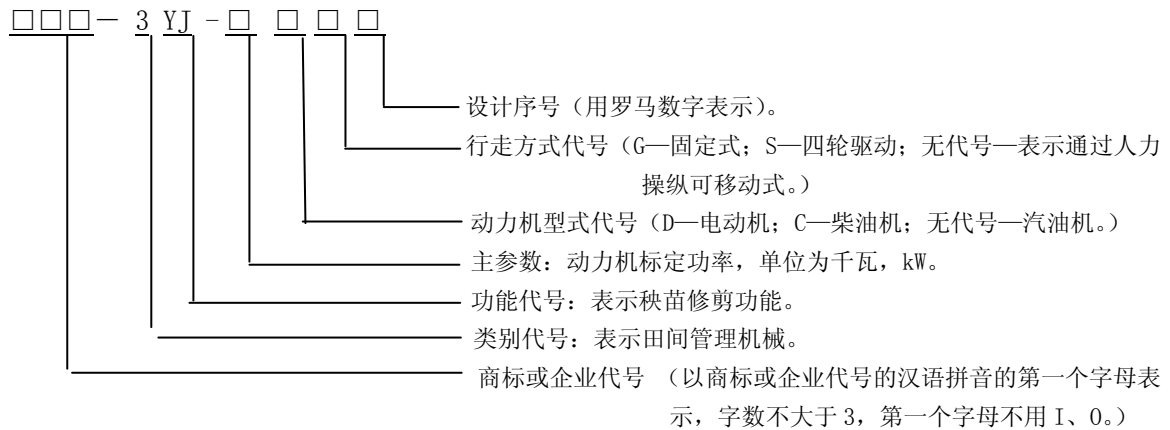 □□□－ 3 YJ -□ □ □ □
设计序号（用罗马数字表示）。
行走方式代号（G—固定式；S—四轮驱动；无代号—表示通过人力
操纵可移动式。）
动力机型式代号（D—电动机；C—柴油机；无代号—汽油机。）
主参数：动力机标定功率，单位为千瓦，kW。
功能代号：表示秧苗修剪功能。
类别代号：表示田间管理机械。
商标或企业代号 （以商标或企业代号的汉语拼音的第一个字母表
示，字数不大于 3，第一个字母不用 I、O。）